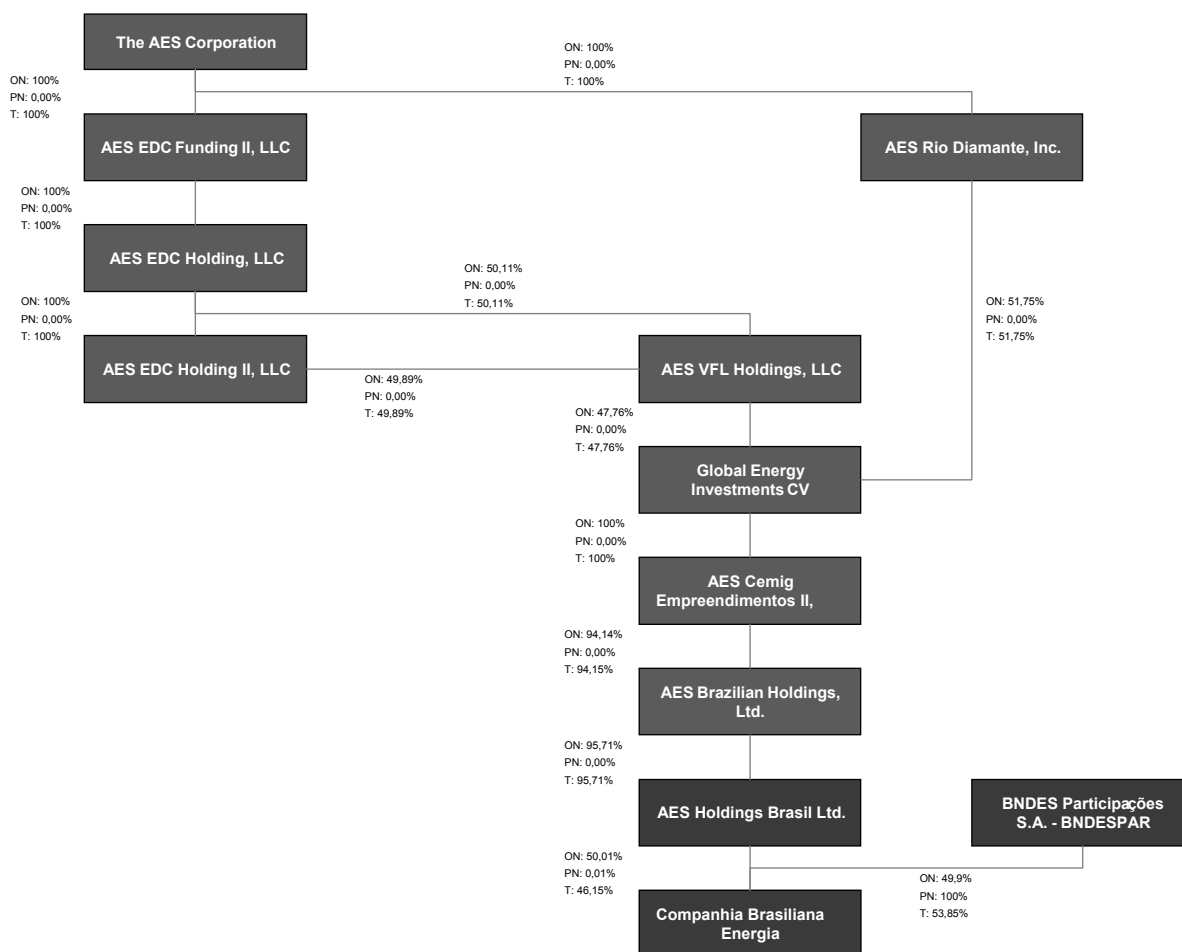 The AES Corporation
ON: 100%
PN: 0,00%
T: 100%
ON: 100%
PN: 0,00%
T: 100%
AES EDC Funding II, LLC
AES Rio Diamante, Inc.
ON: 100%
PN: 0,00%
T: 100%
AES EDC Holding, LLC
ON: 50,11%
PN: 0,00%
T: 50,11%
ON: 100%
PN: 0,00%
T: 100%
ON: 51,75%
PN: 0,00%
T: 51,75%
AES EDC Holding II, LLC
AES VFL Holdings, LLC
ON: 49,89%
PN: 0,00%
T: 49,89%
ON: 47,76%
PN: 0,00%
T: 47,76%
Global Energy
Investments CV
ON: 100%
PN: 0,00%
T: 100%
AES Cemig
Empreendimentos II,
ON: 94,14%
PN: 0,00%
T: 94,15%
AES Brazilian Holdings,
Ltd.
ON: 95,71%
PN: 0,00%
T: 95,71%
AES Holdings Brasil Ltd.
BNDES Participações
S.A. - BNDESPAR
ON: 50,01%
PN: 0,01%
T: 46,15%
ON: 49,9%
PN: 100%
T: 53,85%
Companhia Brasiliana
Energia